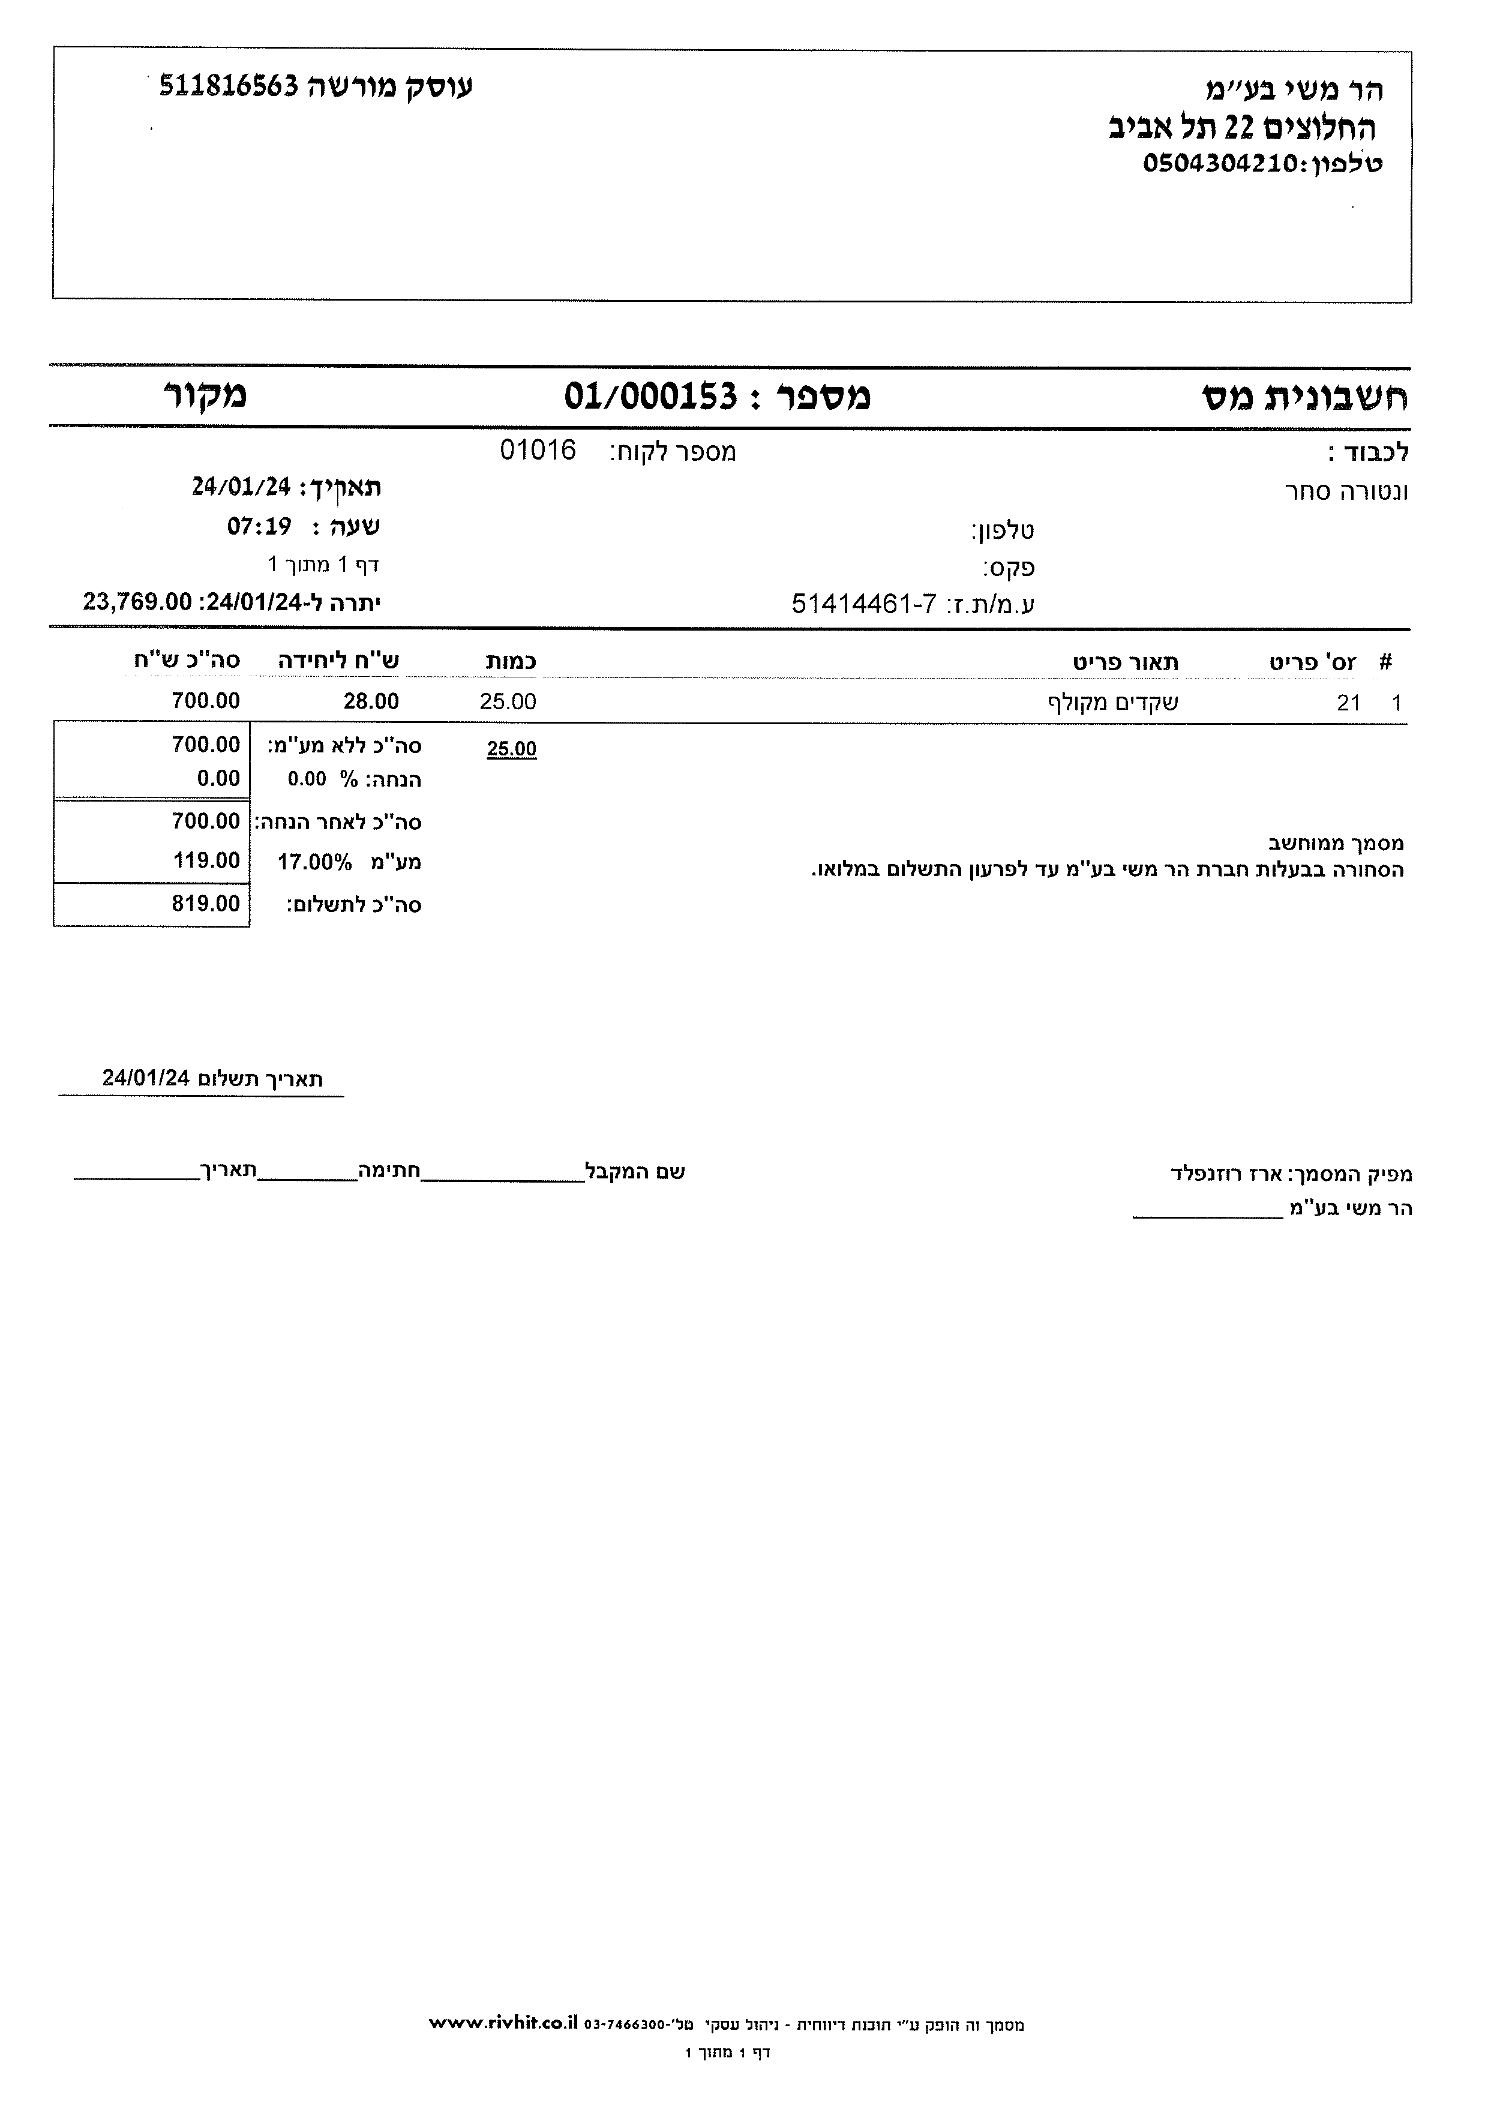 הר משי בע״מ
עוסק מורשה 511816563
החלוצים 22 תל אביב
טלפון:0504304210
חשבונית מס מספר : 01/000153 מקור
לכבוד : מספר לקוח: 01016
ונטורה סחר תאריך: 24/01/24
טלפון: שעה : 07:19
פקס: דף 1 מתוך 1
ע.מ/ת.ז: 51414461-7 יתרה ל-24/01/24: 23,769.00
# מס' פריט תאור פריט כמות ש"ח ליחידה סה"כ ש"ח
1 21 שקדים מקולף 25.00 28.00 700.00
25.00 סה"כ ללא מע"מ: 700.00
הנחה: % 0.00 0.00
סה"כ לאחר הנחה: 700.00
מסמך ממוחשב
מע"מ 17.00% 119.00
הסחורה בבעלות חברת הר משי בע"מ עד לפרעון התשלום במלואו.
סה"כ לתשלום: 819.00
תאריך תשלום 24/01/24
מפיק המסמך: ארז רוזנפלד שם המקבל____________חתימה________תאריך__________
הר משי בע"מ ____________
מסמך זה הופק ע״י תוכנת ריווחית - ניהול עסקי טל׳-03-7466300 www.rivhit.co.il
דף 1 מתוך 1